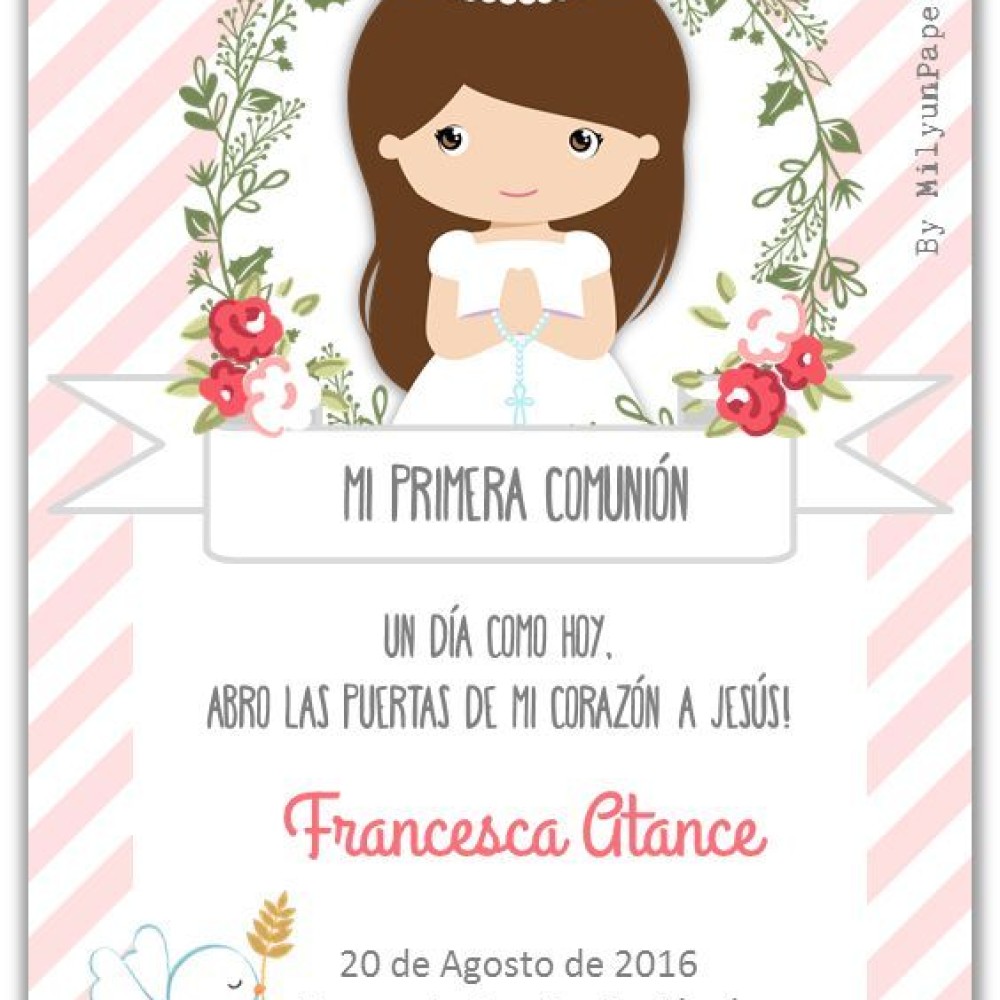 By MilyunPape
MI PRIMERA COMUNIÓN
UN DÍA COMO HOY,
ABRO LAS PUERTAS DE MI CORAZÓN A JESÚS!
Francesca Atance
20 de Agosto de 2016